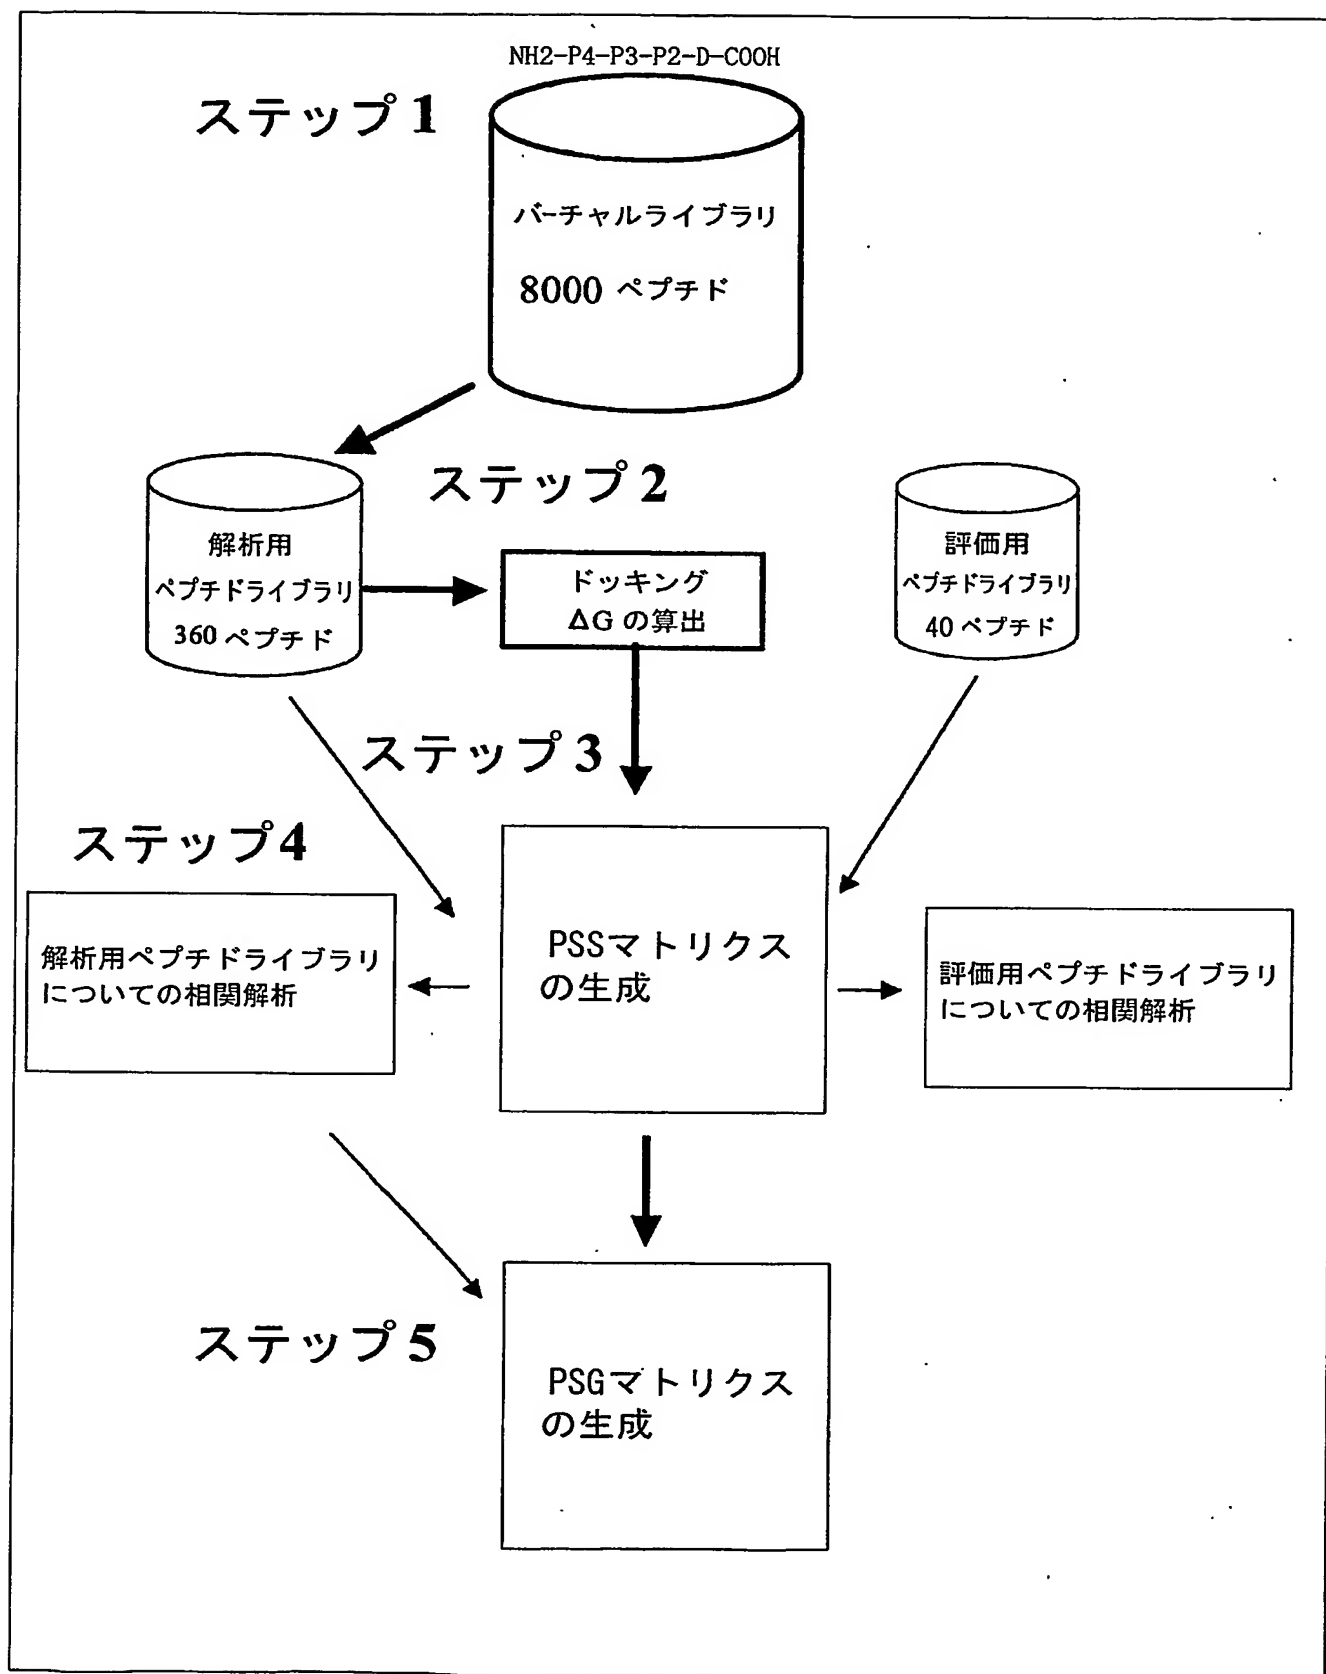 NH2-P4-P3-P2-D-COOH
ステップ1
バーチャルライブラリ
8000 ペプチド
ステップ2
解析用
ペプチドライブラリ
360 ペプチド
ドッキング
ΔG の算出
評価用
ペプチドライブラリ
40 ペプチド
ステップ3
ステップ4
解析用ペプチドライブラリ
についての相関解析
PSSマトリクス
の生成
評価用ペプチドライブラリ
についての相関解析
ステップ5
PSGマトリクス
の生成